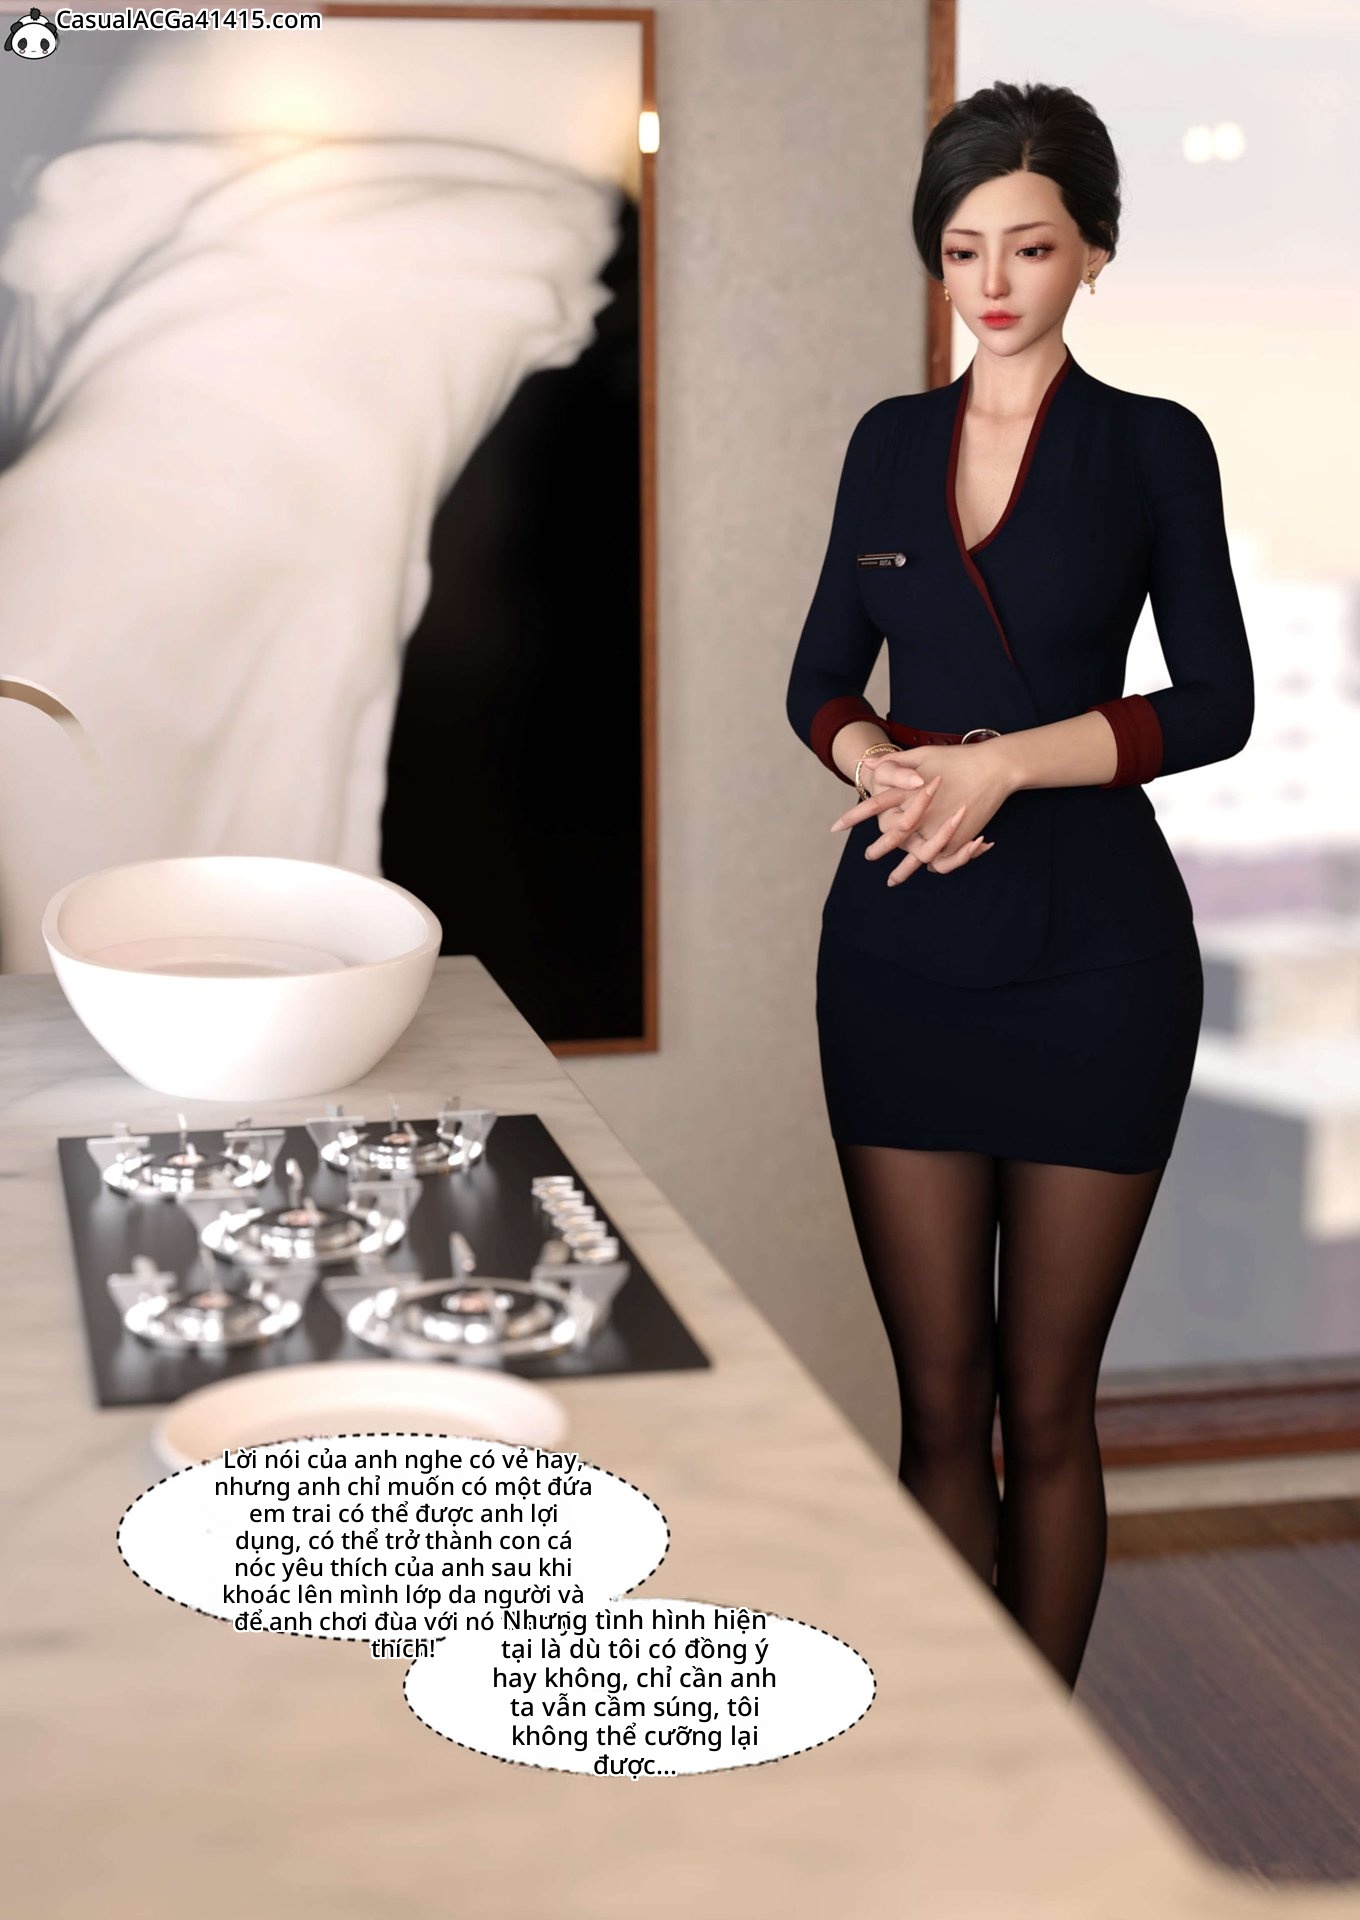 CasualACGa41415.com
RITA
Lời nói của anh nghe có vẻ hay,
nhưng anh chỉ muốn có một đứa
em trai có thể được anh lợi
dụng, có thể trở thành con cá
nóc yêu thích của anh sau khi
khoác lên mình lớp da người và
để anh chơi đùa với nó
thích!
Nhưng tình hình hiện
tại là dù tôi có đồng ý
hay không, chỉ cần anh
ta vẫn cầm súng, tôi
không thể cưỡng lại
được...